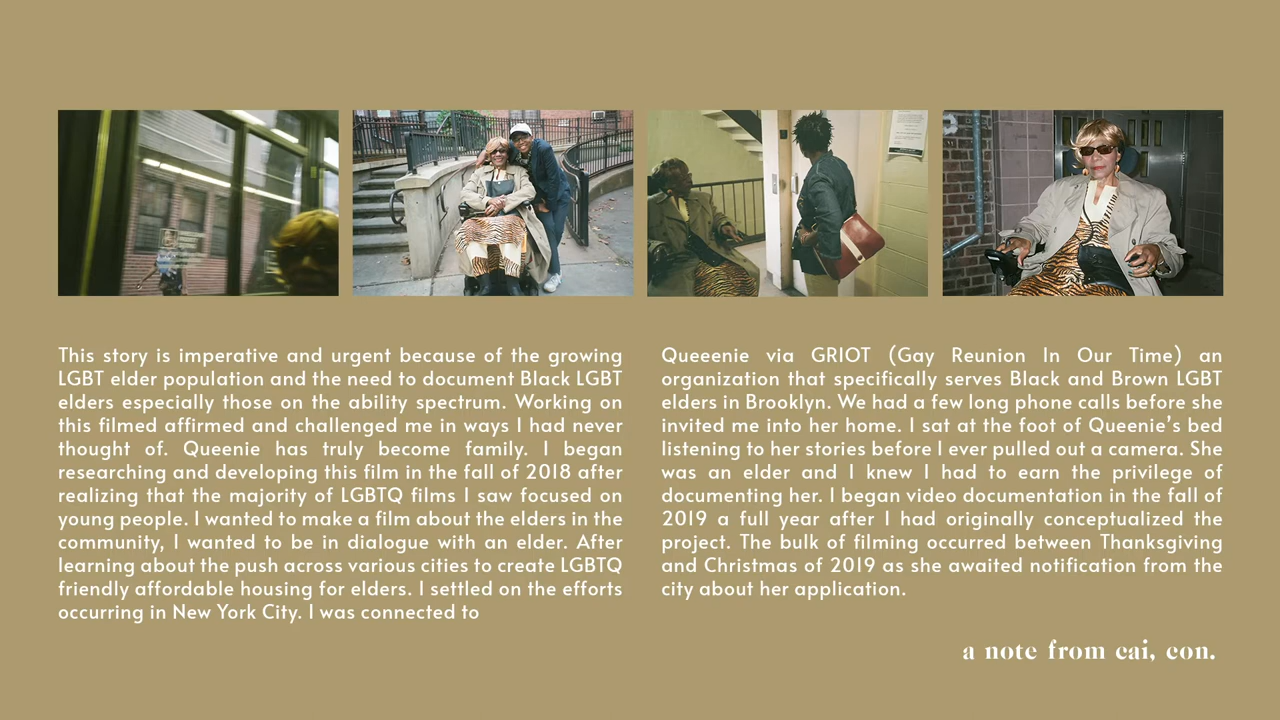 This story is imperative and urgent because of the growing
LGBT elder population and the need to document Black LGBT
elders especially those on the ability spectrum. Working on
this filmed affirmed and challenged me in ways I had never
thought of. Queenie has truly become family. I began
researching and developing this film in the fall of 2018 after
realizing that the majority of LGBTQ films I saw focused on
young people. I wanted to make a film about the elders in the
community, I wanted to be in dialogue with an elder. After
learning about the push across various cities to create LGBTQ
friendly affordable housing for elders. I settled on the efforts
occurring in New York City. I was connected to
Queeenie via GRIOT (Gay Reunion In Our Time) an
organization that specifically serves Black and Brown LGBT
elders in Brooklyn. We had a few long phone calls before she
invited me into her home. I sat at the foot of Queenie’s bed
listening to her stories before I ever pulled out a camera. She
was an elder and I knew I had to earn the privilege of
documenting her. I began video documentation in the fall of
2019 a full year after I had originally conceptualized the
project. The bulk of filming occurred between Thanksgiving
and Christmas of 2019 as she awaited notification from the
city about her application.
a note from cai, con.